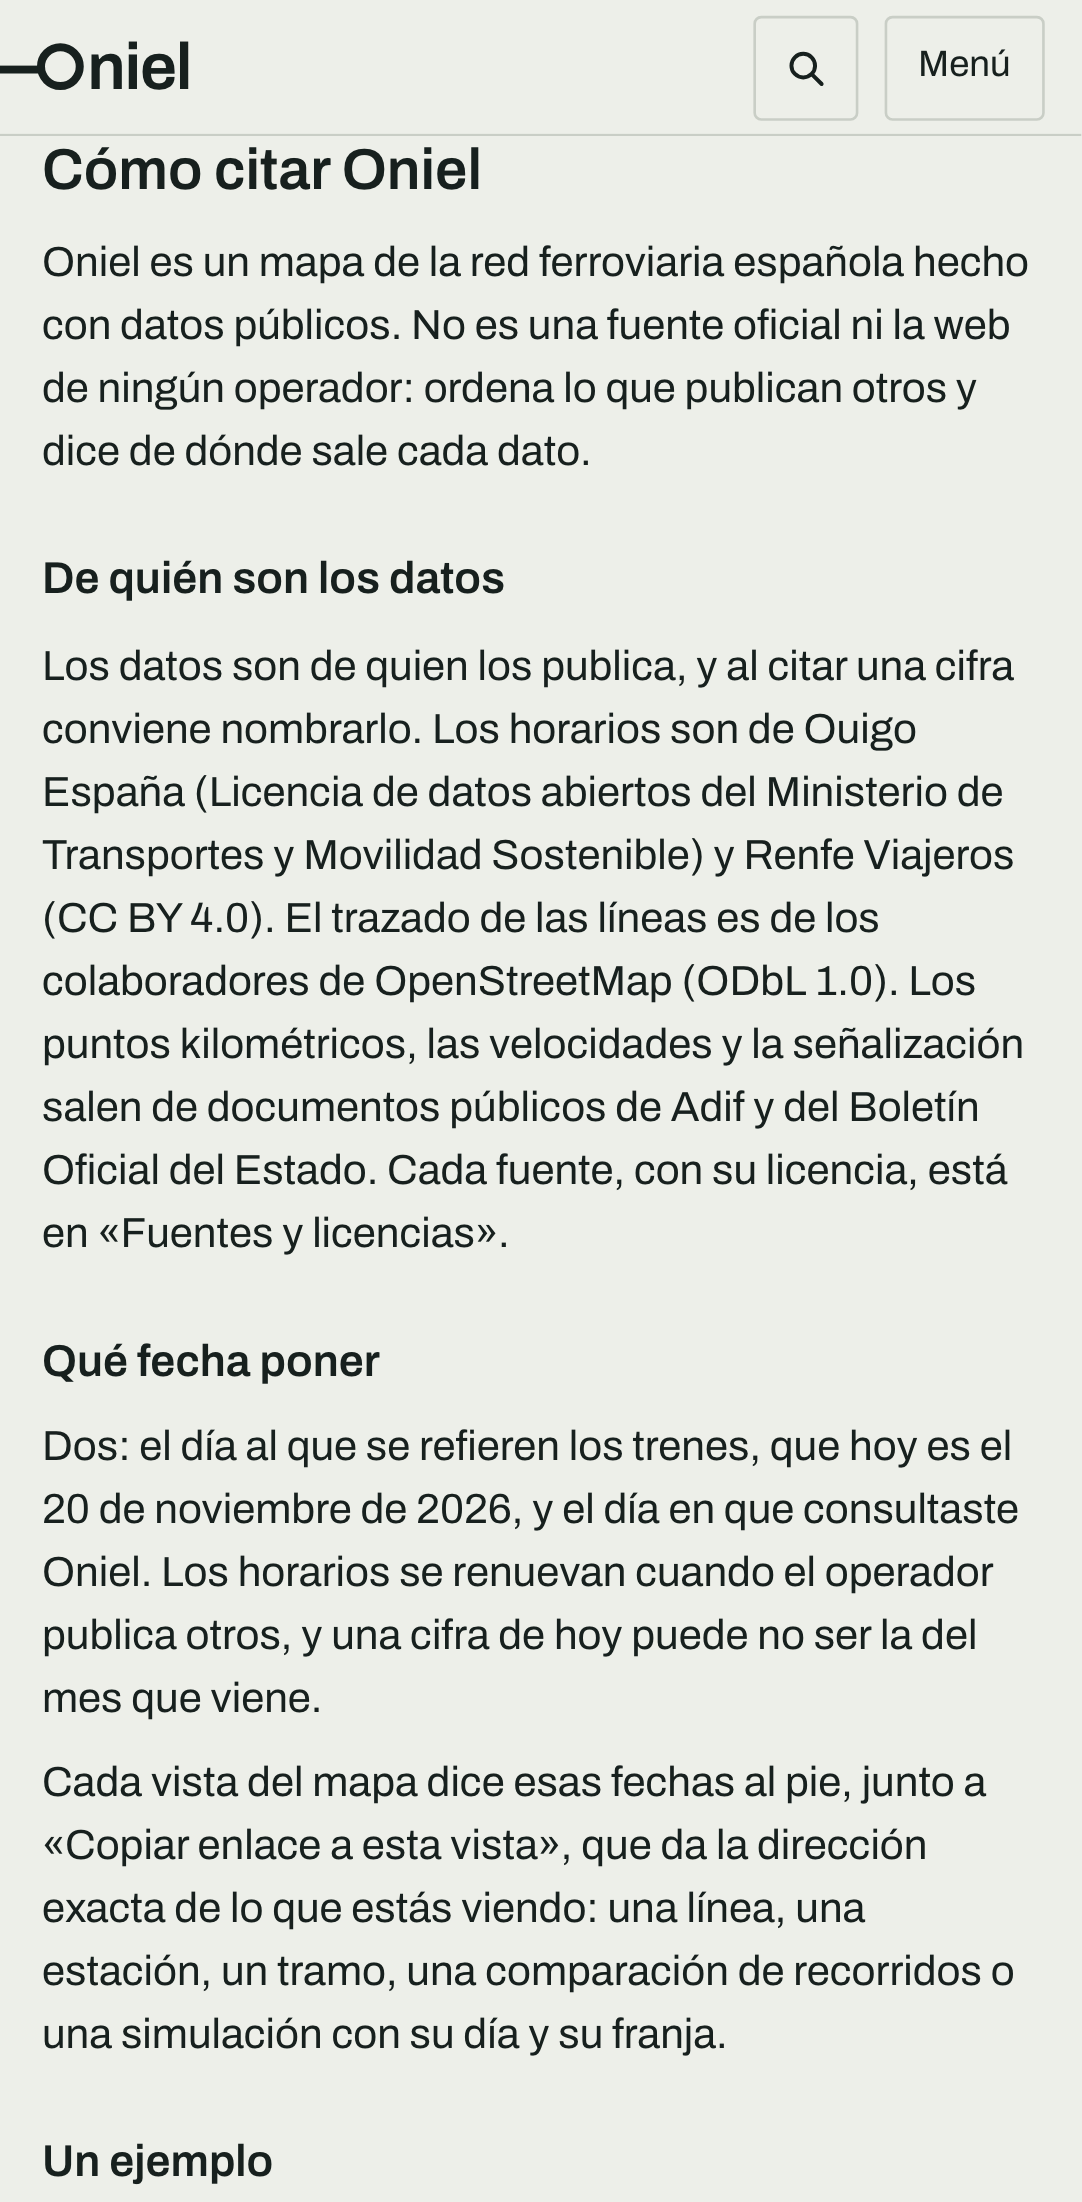 Oniel
Menú
Cómo citar Oniel
Oniel es un mapa de la red ferroviaria española hecho
con datos públicos. No es una fuente oficial ni la web
de ningún operador: ordena lo que publican otros y
dice de dónde sale cada dato.
De quién son los datos
Los datos son de quien los publica, y al citar una cifra
conviene nombrarlo. Los horarios son de Ouigo
España (Licencia de datos abiertos del Ministerio de
Transportes y Movilidad Sostenible) y Renfe Viajeros
(CC BY 4.0). El trazado de las líneas es de los
colaboradores de OpenStreetMap (ODbL 1.0). Los
puntos kilométricos, las velocidades y la señalización
salen de documentos públicos de Adif y del Boletín
Oficial del Estado. Cada fuente, con su licencia, está
en «Fuentes y licencias».
Qué fecha poner
Dos: el día al que se refieren los trenes, que hoy es el
20 de noviembre de 2026, y el día en que consultaste
Oniel. Los horarios se renuevan cuando el operador
publica otros, y una cifra de hoy puede no ser la del
mes que viene.
Cada vista del mapa dice esas fechas al pie, junto a
«Copiar enlace a esta vista», que da la dirección
exacta de lo que estás viendo: una línea, una
estación, un tramo, una comparación de recorridos o
una simulación con su día y su franja.
Un ejemplo